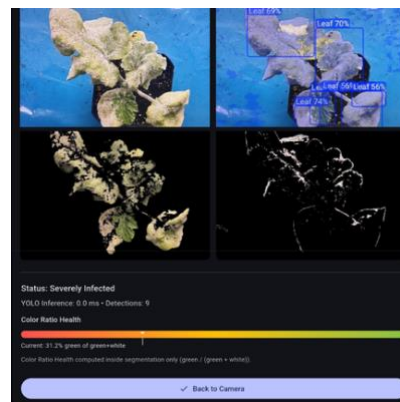 Leaf 69%
Leaf 70%
Leaf 56%
Leaf 74%
Status: Severely Infected
YOLO Inference: 0.0 ms • Detections: 9
Color Ratio Health
Current: 31.2% green of green+white
Color Ratio Health computed inside segmentation only (green / (green + white)).
✓ Back to Camera